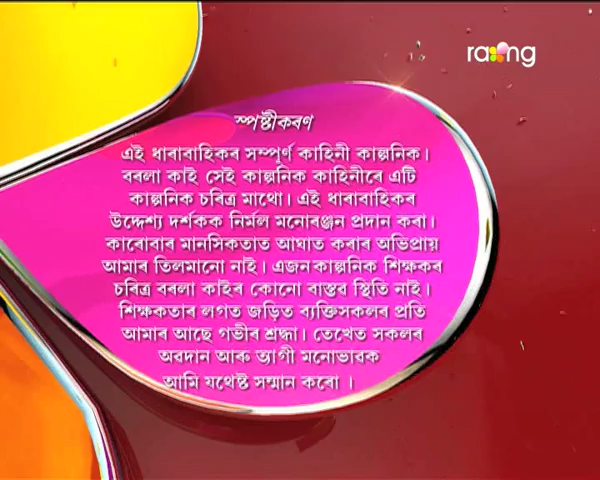 rang
স্পষ্টীকৰণ
এই ধাৰাবাহিকৰ সম্পূৰ্ণ কাহিনী কাল্পনিক।
বৰলা কাই সেই কাল্পনিক কাহিনীৰে এটি
কাল্পনিক চৰিত্ৰ মাথো। এই ধাৰাবাহিকৰ
উদ্দেশ্য দৰ্শকক নিৰ্মল মনোৰঞ্জন প্ৰদান কৰা।
কাৰোবাৰ মানসিকতাত আঘাত কৰাৰ অভিপ্ৰায়
আমাৰ তিলমানো নাই। এজন কাল্পনিক শিক্ষকৰ
চৰিত্ৰ বৰলা কাইৰ কোনো বাস্তৱ স্থিতি নাই।
শিক্ষকতাৰ লগত জড়িত ব্যক্তিসকলৰ প্ৰতি
আমাৰ আছে গভীৰ শ্ৰদ্ধা। তেখেত সকলৰ
অৱদান আৰু ত্যাগী মনোভাৱক
আমি যথেষ্ট সন্মান কৰো ।